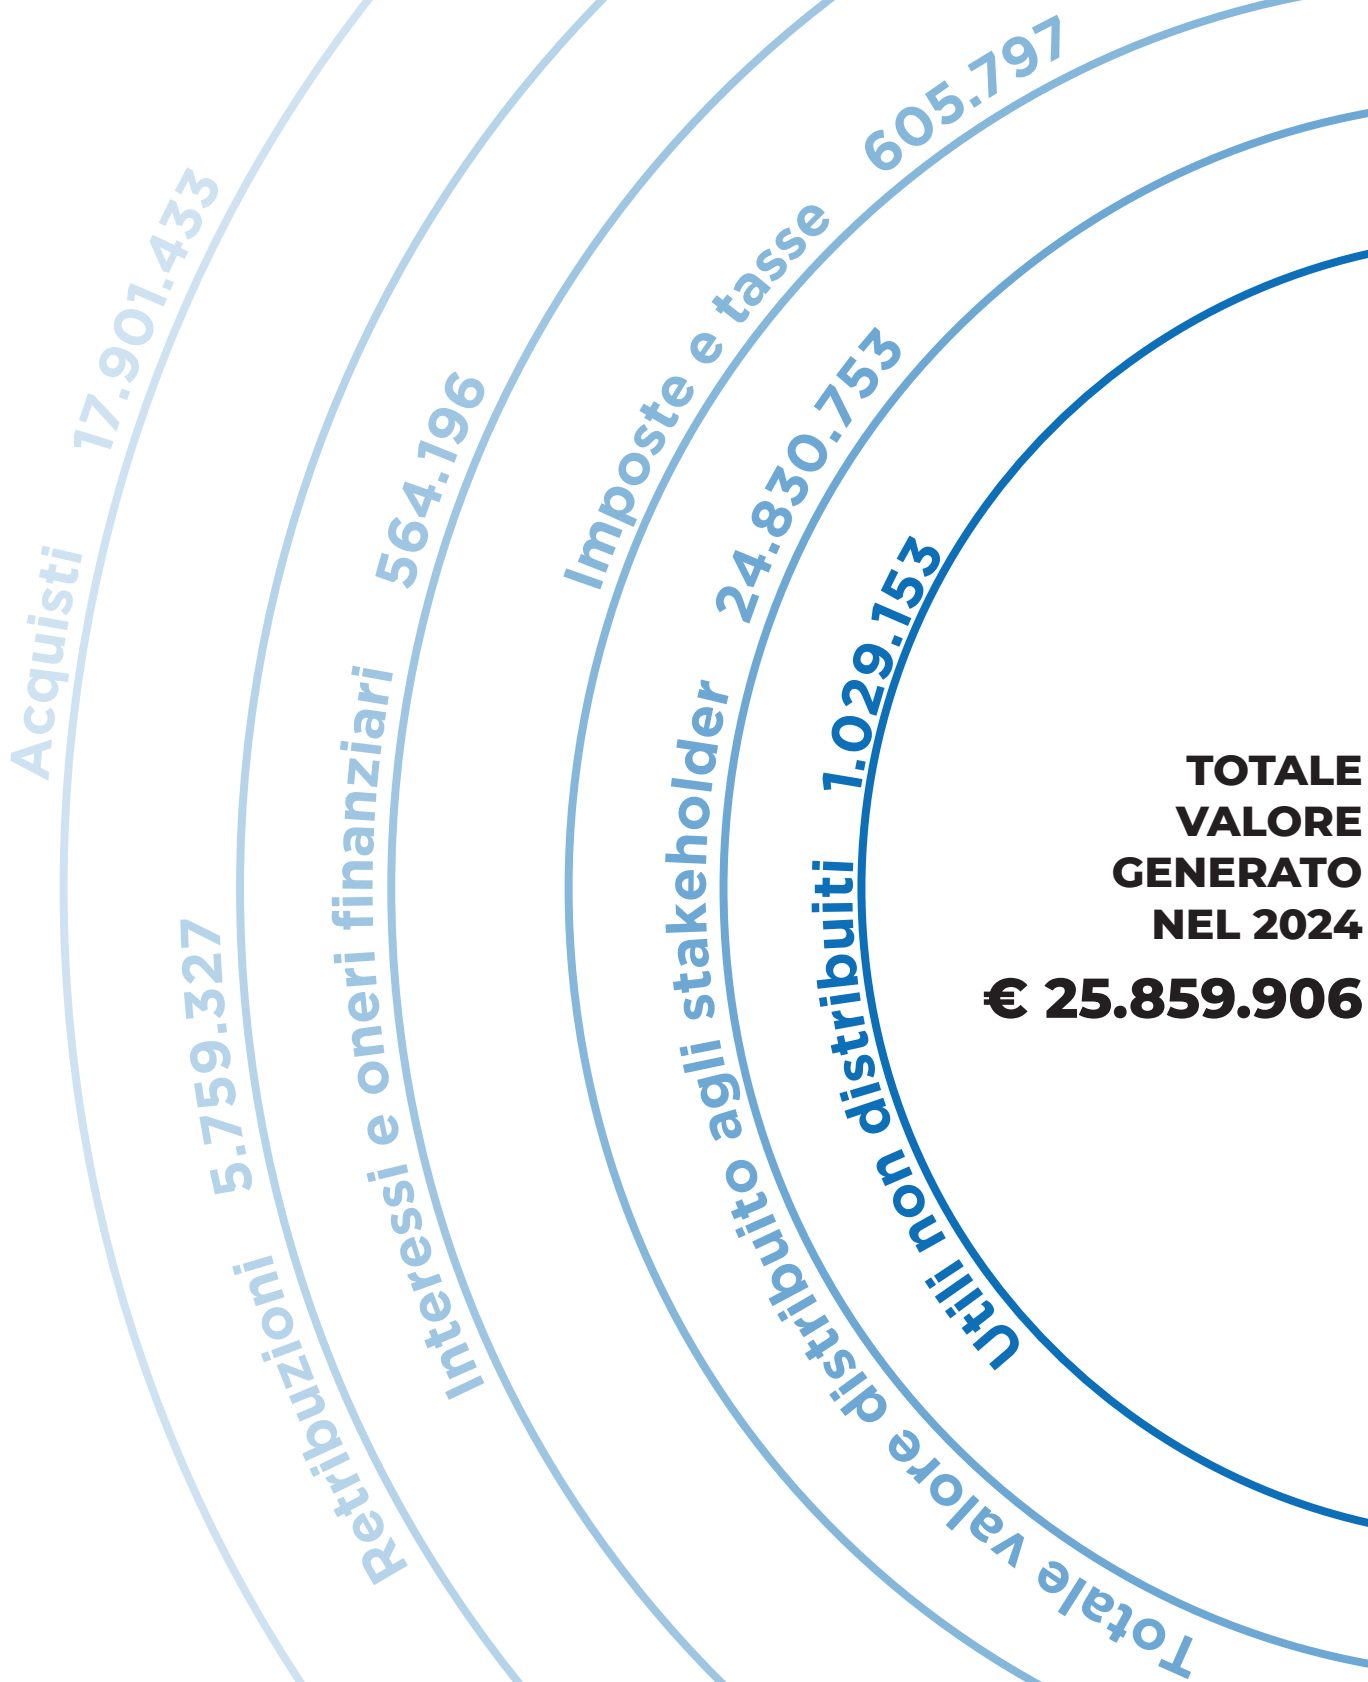 Acquisti 17.901.433
Retribuzioni 5.759.327
Interessi e oneri finanziari 564.196
Imposte e tasse 605.797
Totale valore distribuito agli stakeholder 24.830.753
Utili non distribuiti 1.029.153
TOTALE
VALORE
GENERATO
NEL 2024
€ 25.859.906